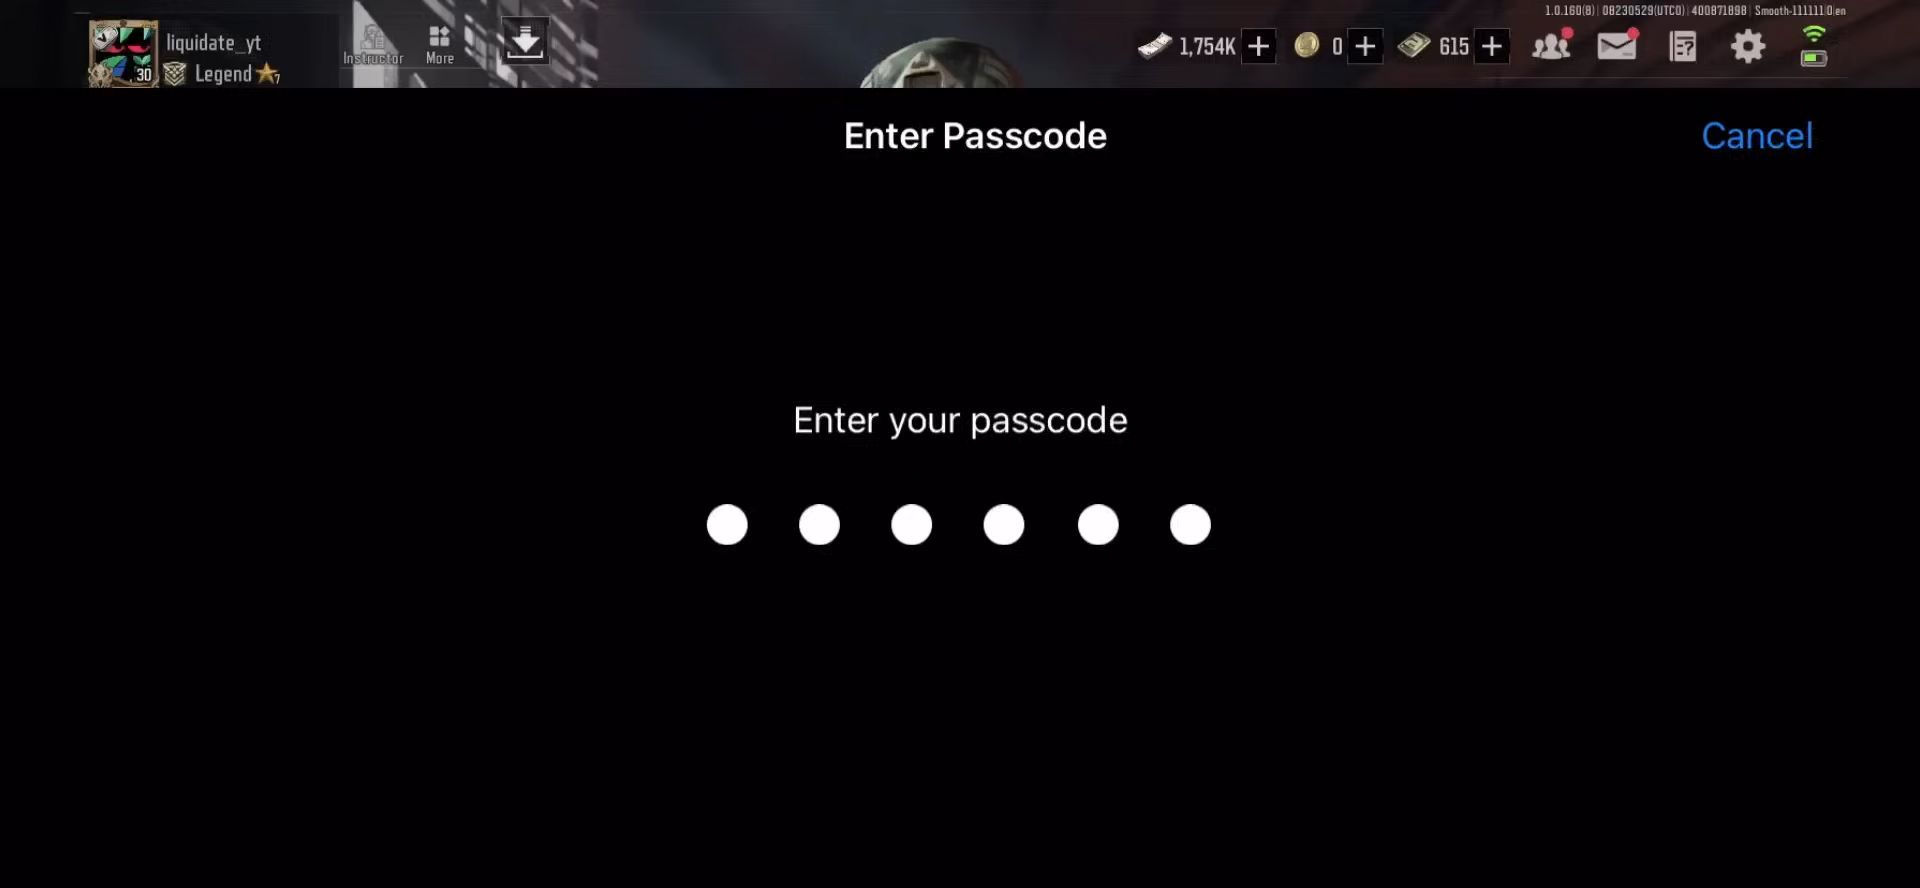 1.0.160(8) | 08230529(UTC0) | 400871898 | Smooth-111111|0|en
liquidate_yt
30
Legend 7
Instructor
More
1,754K + 0 + 615 +
Enter Passcode
Cancel
Enter your passcode